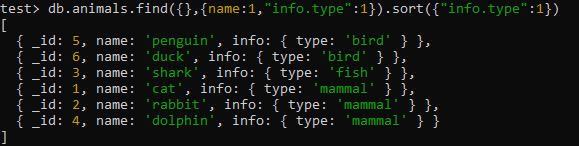 test> db.animals.find({},{name:1,"info.type":1}).sort({"info.type":1})
[
  { _id: 5, name: 'penguin', info: { type: 'bird' } },
  { _id: 6, name: 'duck', info: { type: 'bird' } },
  { _id: 3, name: 'shark', info: { type: 'fish' } },
  { _id: 1, name: 'cat', info: { type: 'mammal' } },
  { _id: 2, name: 'rabbit', info: { type: 'mammal' } },
  { _id: 4, name: 'dolphin', info: { type: 'mammal' } }
]